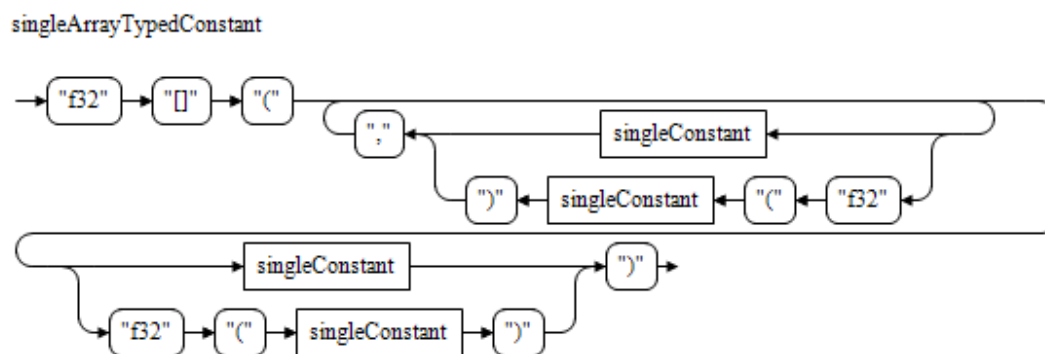 singleArrayTypedConstant
"f32" "[]" "("
"," singleConstant
")" singleConstant "(" "f32"
singleConstant ")"
"f32" "(" singleConstant ")"